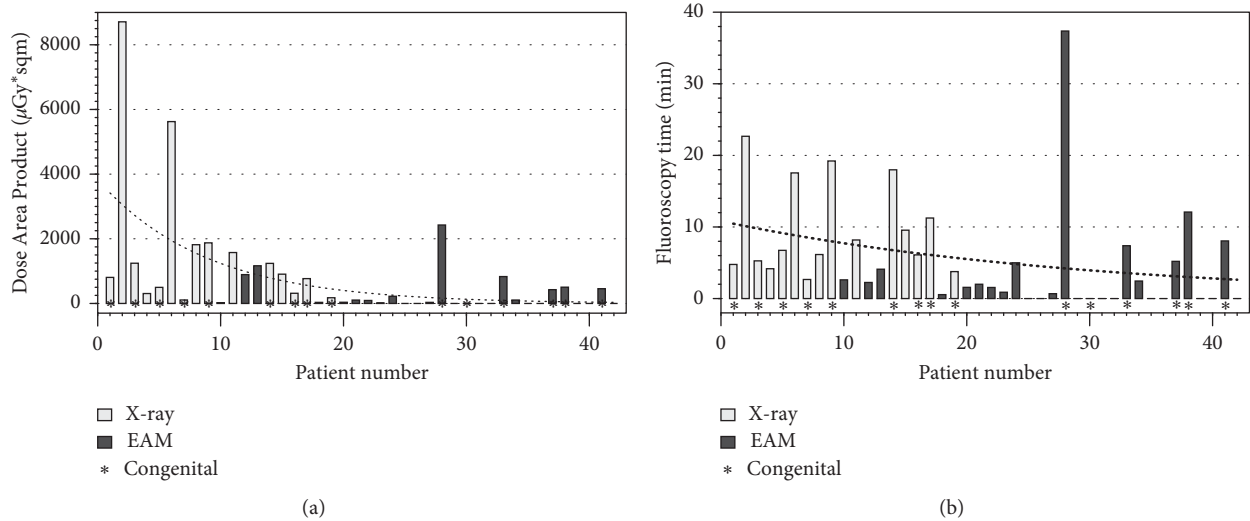 Dose Area Product (μGy*sqm)
8000
6000
4000
2000
0
0 10 20 30 40
Patient number
X-ray
EAM
* Congenital
(a)
Fluoroscopy time (min)
40
30
20
10
0
0 10 20 30 40
Patient number
X-ray
EAM
* Congenital
(b)